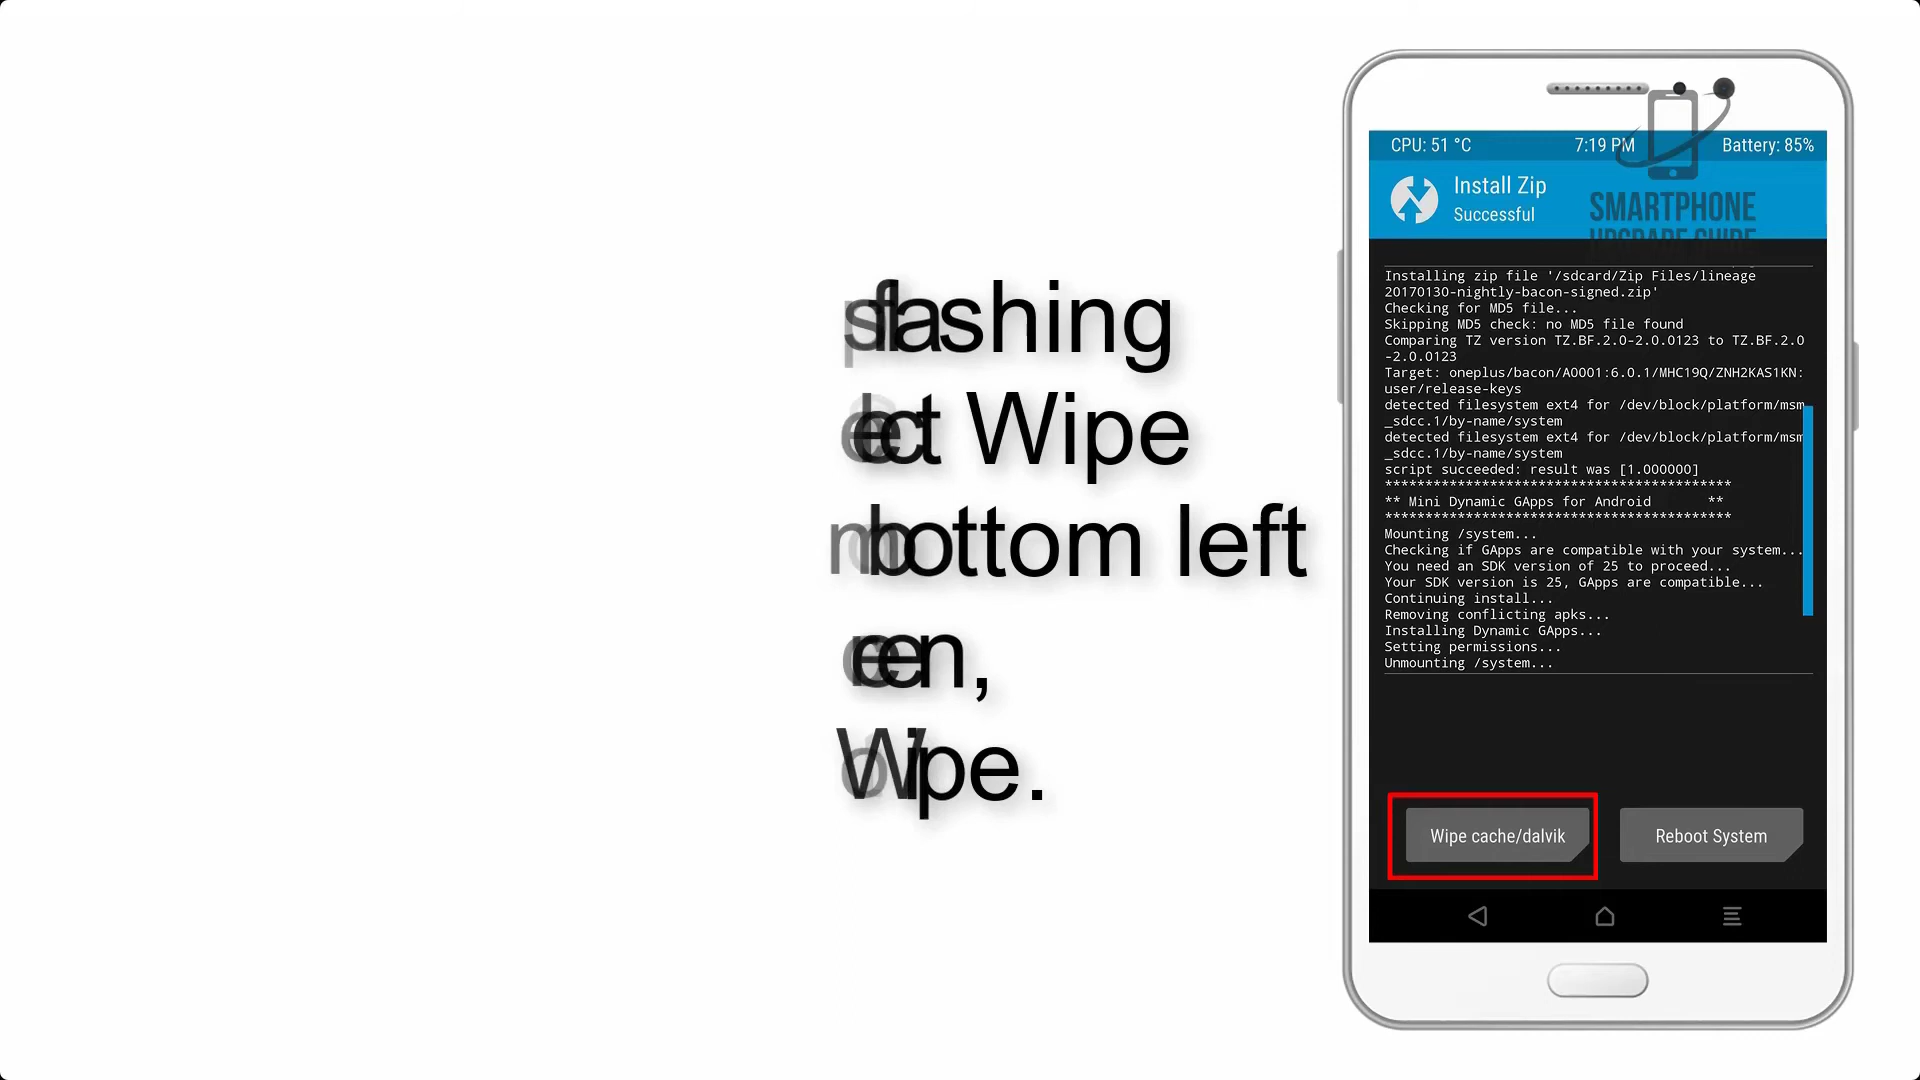 flashing
Wipe
bottom left
Wipe.
CPU: 51 °C 7:19 PM Battery: 85%
Install Zip
Successful
SMARTPHONE
UPGRADE GUIDE
Installing zip file '/sdcard/Zip Files/lineage
20170130-nightly-bacon-signed.zip'
Checking for MD5 file...
Skipping MD5 check: no MD5 file found
Comparing TZ version TZ.BF.2.0-2.0.0123 to TZ.BF.2.0
-2.0.0123
Target: oneplus/bacon/A0001:6.0.1/MHC19Q/ZNH2KAS1KN:
user/release-keys
detected filesystem ext4 for /dev/block/platform/msm
_sdcc.1/by-name/system
detected filesystem ext4 for /dev/block/platform/msm
_sdcc.1/by-name/system
script succeeded: result was [1.000000]
*******************************************
** Mini Dynamic GApps for Android **
*******************************************
Mounting /system...
Checking if GApps are compatible with your system...
You need an SDK version of 25 to proceed...
Your SDK version is 25, GApps are compatible...
Continuing install...
Removing conflicting apks...
Installing Dynamic GApps...
Setting permissions...
Unmounting /system...
Wipe cache/dalvik
Reboot System